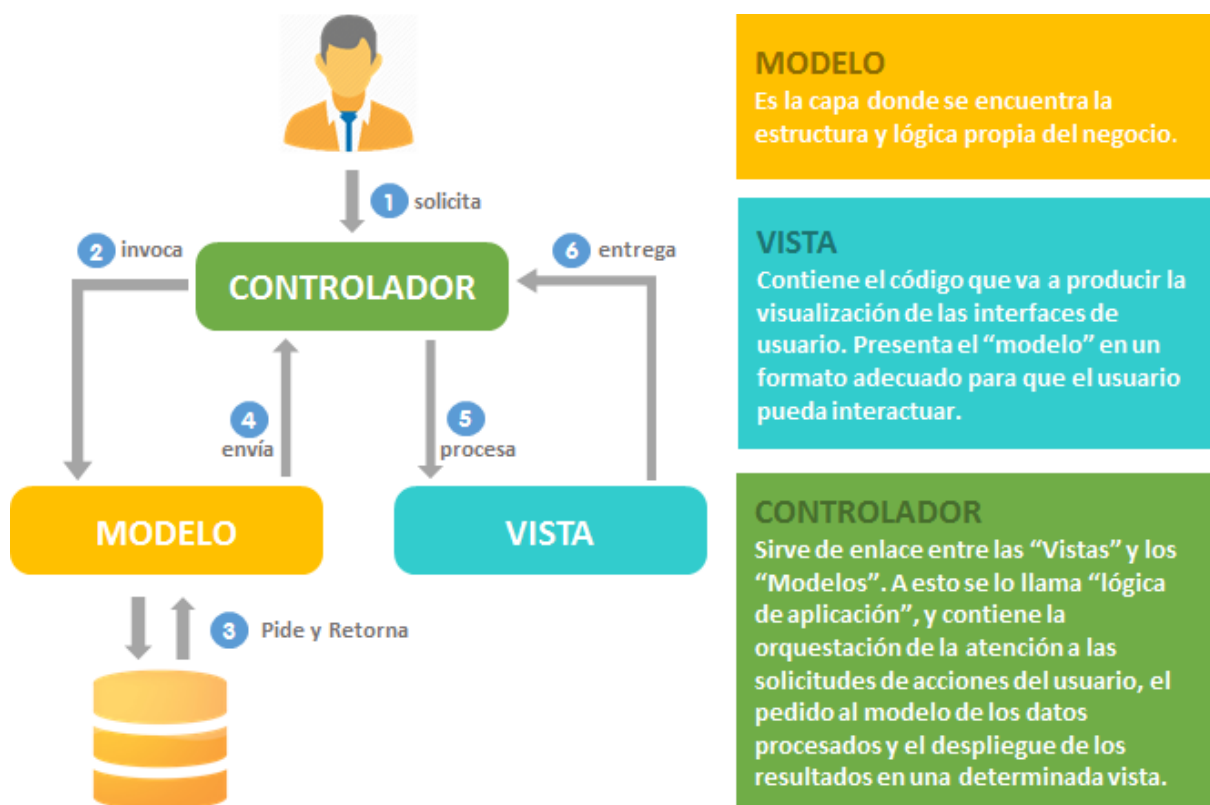 1 solicita
2 invoca
6 entrega
CONTROLADOR
4 envía
5 procesa
MODELO
VISTA
3 Pide y Retorna
MODELO
Es la capa donde se encuentra la
estructura y lógica propia del negocio.
VISTA
Contiene el código que va a producir la
visualización de las interfaces de
usuario. Presenta el “modelo” en un
formato adecuado para que el usuario
pueda interactuar.
CONTROLADOR
Sirve de enlace entre las “Vistas” y los
“Modelos”. A esto se lo llama “lógica
de aplicación”, y contiene la
orquestación de la atención a las
solicitudes de acciones del usuario, el
pedido al modelo de los datos
procesados y el despliegue de los
resultados en una determinada vista.